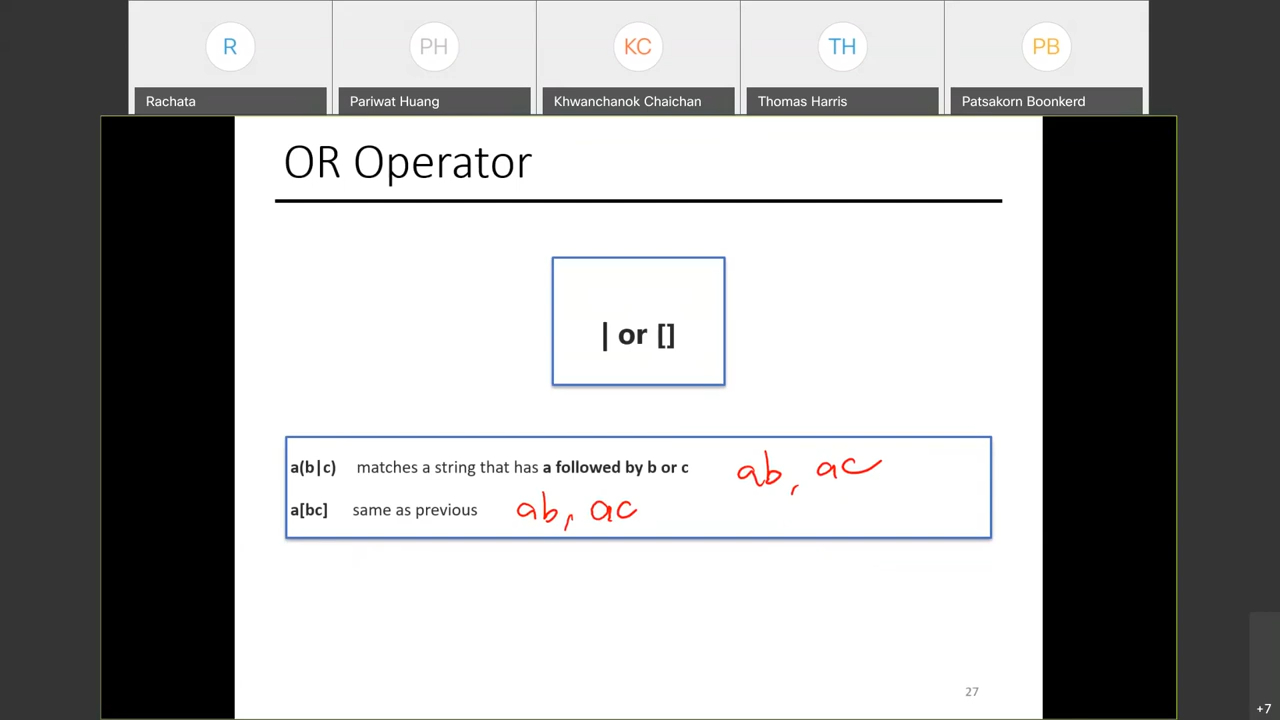 R PH KC TH PB
Rachata Pariwat Huang Khwanchanok Chaichan Thomas Harris Patsakorn Boonkerd
OR Operator
| or []
a(b|c) matches a string that has a followed by b or c ab, ac
a[bc] same as previous ab, ac
27
+7